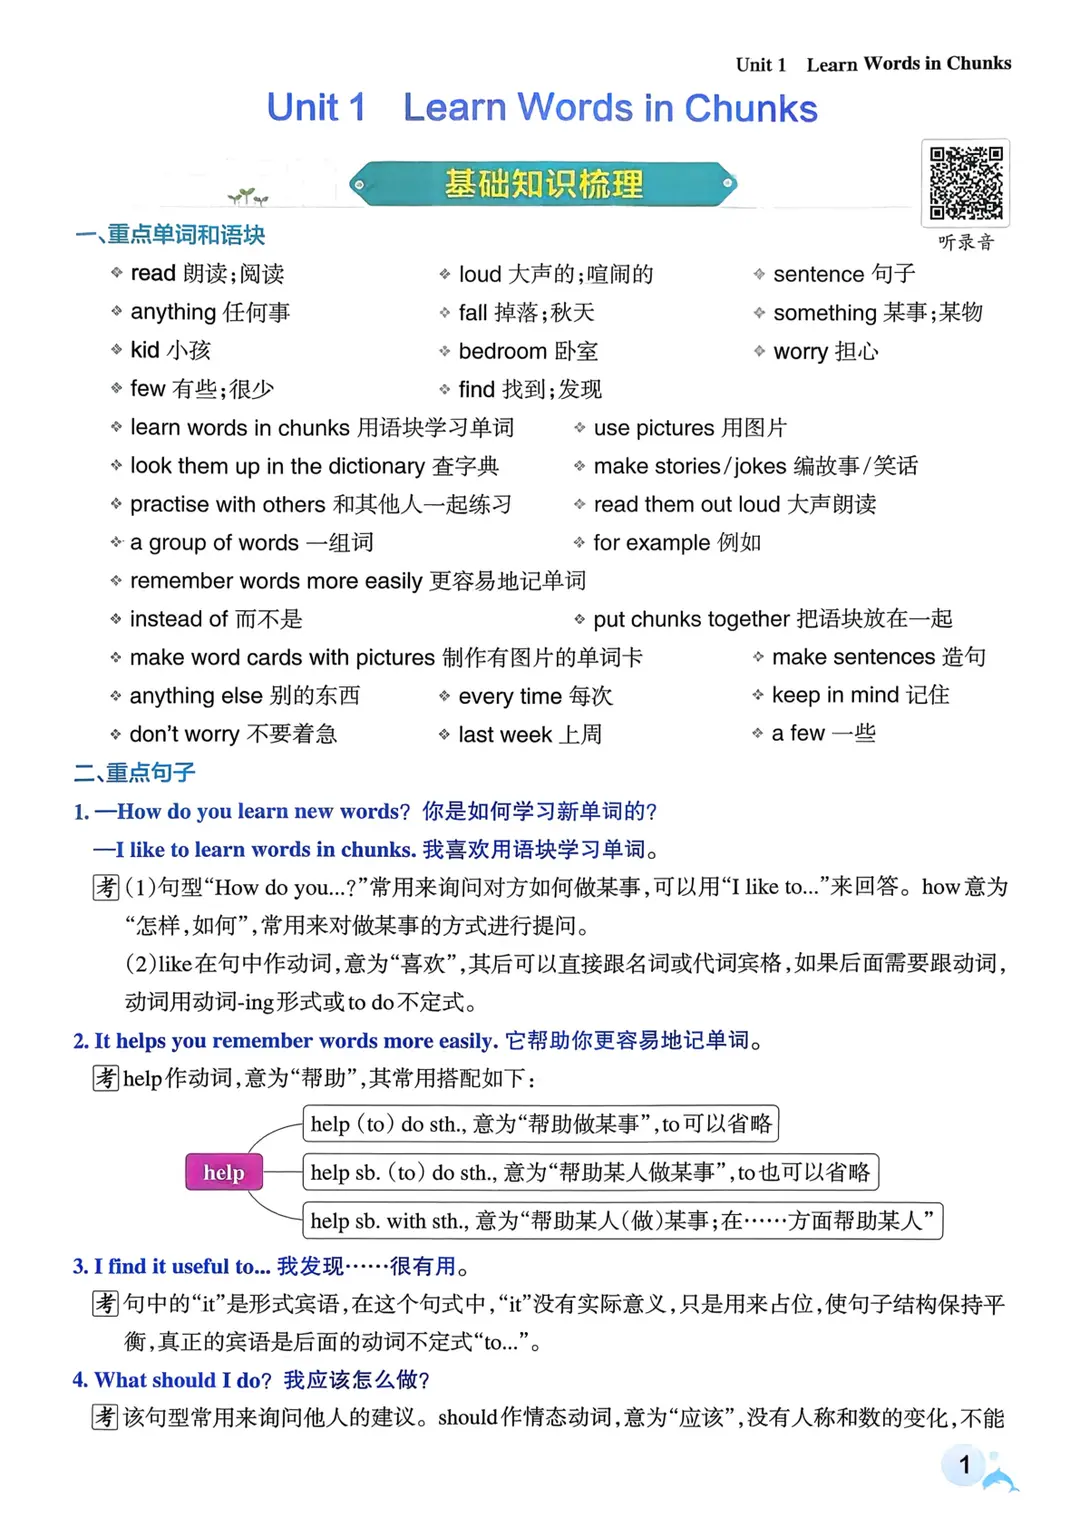 Unit 1 Learn Words in Chunks
Unit 1 Learn Words in Chunks
基础知识梳理
听录音
一、重点单词和语块
read 朗读;阅读 loud 大声的;喧闹的 sentence 句子
anything 任何事 fall 掉落;秋天 something 某事;某物
kid 小孩 bedroom 卧室 worry 担心
few 有些;很少 find 找到;发现
learn words in chunks 用语块学习单词 use pictures 用图片
look them up in the dictionary 查字典 make stories/jokes 编故事/笑话
practise with others 和其他人一起练习 read them out loud 大声朗读
a group of words 一组词 for example 例如
remember words more easily 更容易地记单词
instead of 而不是 put chunks together 把语块放在一起
make word cards with pictures 制作有图片的单词卡 make sentences 造句
anything else 别的东西 every time 每次 keep in mind 记住
don't worry 不要着急 last week 上周 a few 一些
二、重点句子
1. —How do you learn new words? 你是如何学习新单词的?
—I like to learn words in chunks. 我喜欢用语块学习单词。
考 (1)句型“How do you...?”常用来询问对方如何做某事,可以用“I like to...”来回答。how意为
“怎样,如何”,常用来对做某事的方式进行提问。
(2)like在句中作动词,意为“喜欢”,其后可以直接跟名词或代词宾格,如果后面需要跟动词,
动词用动词-ing形式或to do不定式。
2. It helps you remember words more easily. 它帮助你更容易地记单词。
考 help作动词,意为“帮助”,其常用搭配如下:
help (to) do sth., 意为“帮助做某事”,to可以省略
help
help sb. (to) do sth., 意为“帮助某人做某事”,to也可以省略
help sb. with sth., 意为“帮助某人(做)某事;在……方面帮助某人”
3. I find it useful to... 我发现……很有用。
考 句中的“it”是形式宾语,在这个句式中,“it”没有实际意义,只是用来占位,使句子结构保持平
衡,真正的宾语是后面的动词不定式“to...”。
4. What should I do? 我应该怎么做?
考 该句型常用来询问他人的建议。should作情态动词,意为“应该”,没有人称和数的变化,不能
1